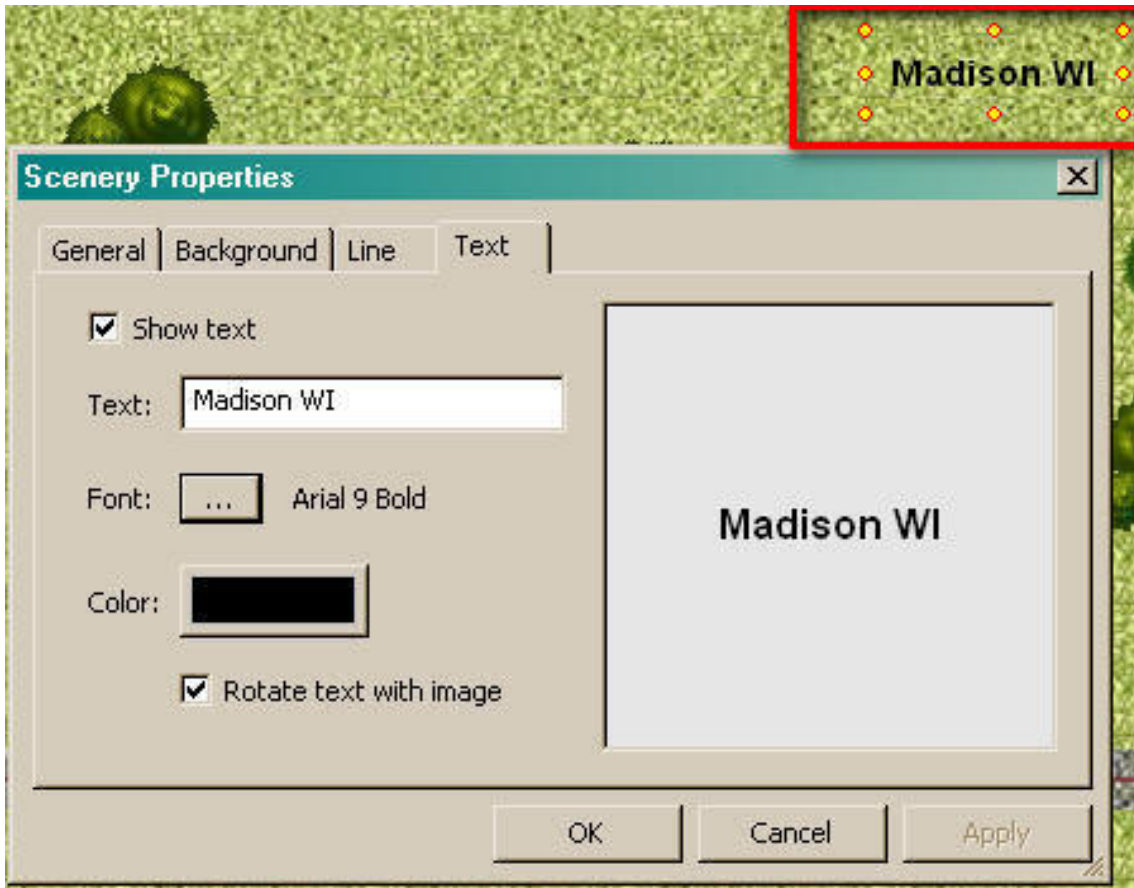 Madison WI
Scenery Properties
General Background Line Text
Show text
Text: Madison WI
Font: ... Arial 9 Bold
Madison WI
Color:
Rotate text with image
OK Cancel Apply